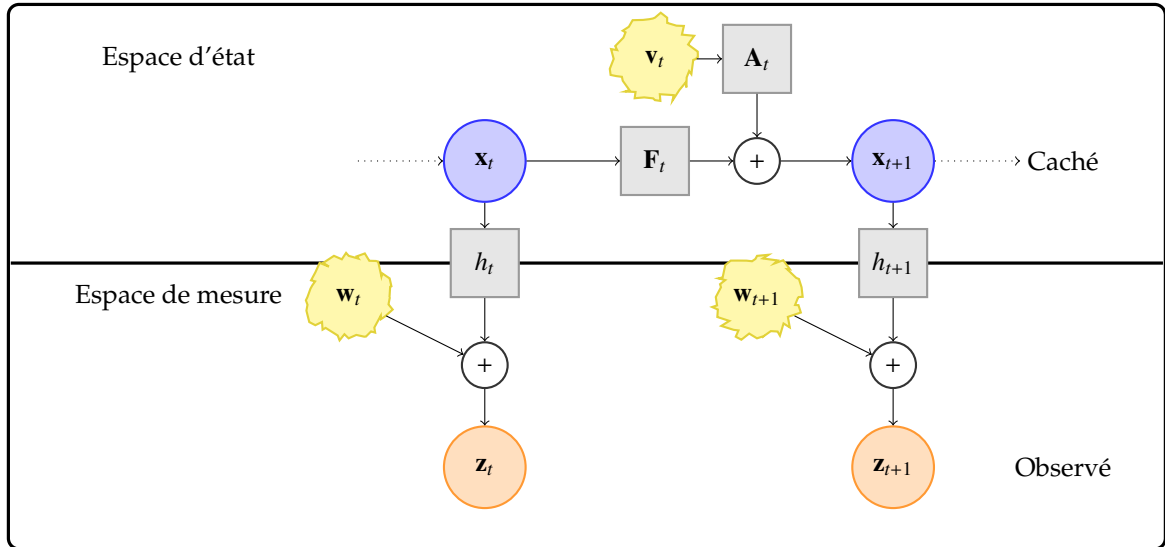 Espace d'état
v_t
A_t
x_t
F_t
+
x_{t+1}
Caché
h_t
h_{t+1}
Espace de mesure
w_t
w_{t+1}
+
+
z_t
z_{t+1}
Observé